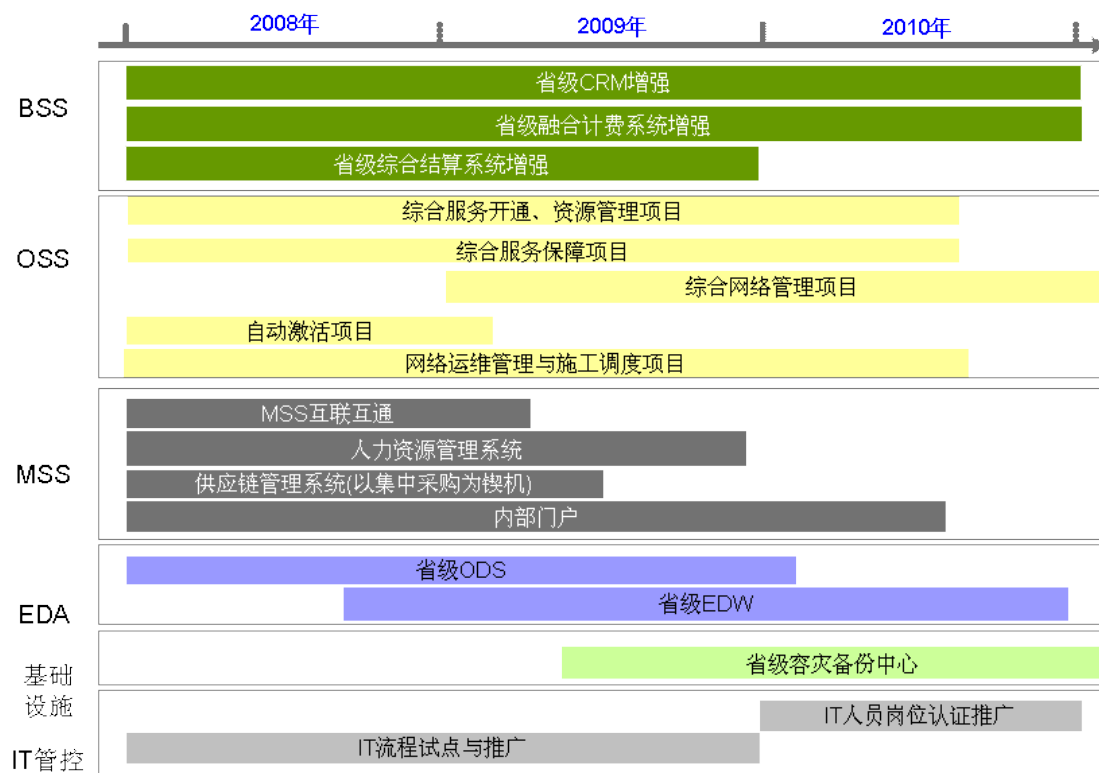 2008年
2009年
2010年
BSS
省级CRM增强
省级融合计费系统增强
省级综合结算系统增强
OSS
综合服务开通、资源管理项目
综合服务保障项目
综合网络管理项目
自动激活项目
网络运维管理与施工调度项目
MSS
MSS互联互通
人力资源管理系统
供应链管理系统(以集中采购为锲机)
内部门户
EDA
省级ODS
省级EDW
基础
设施
省级容灾备份中心
IT管控
IT人员岗位认证推广
IT流程试点与推广